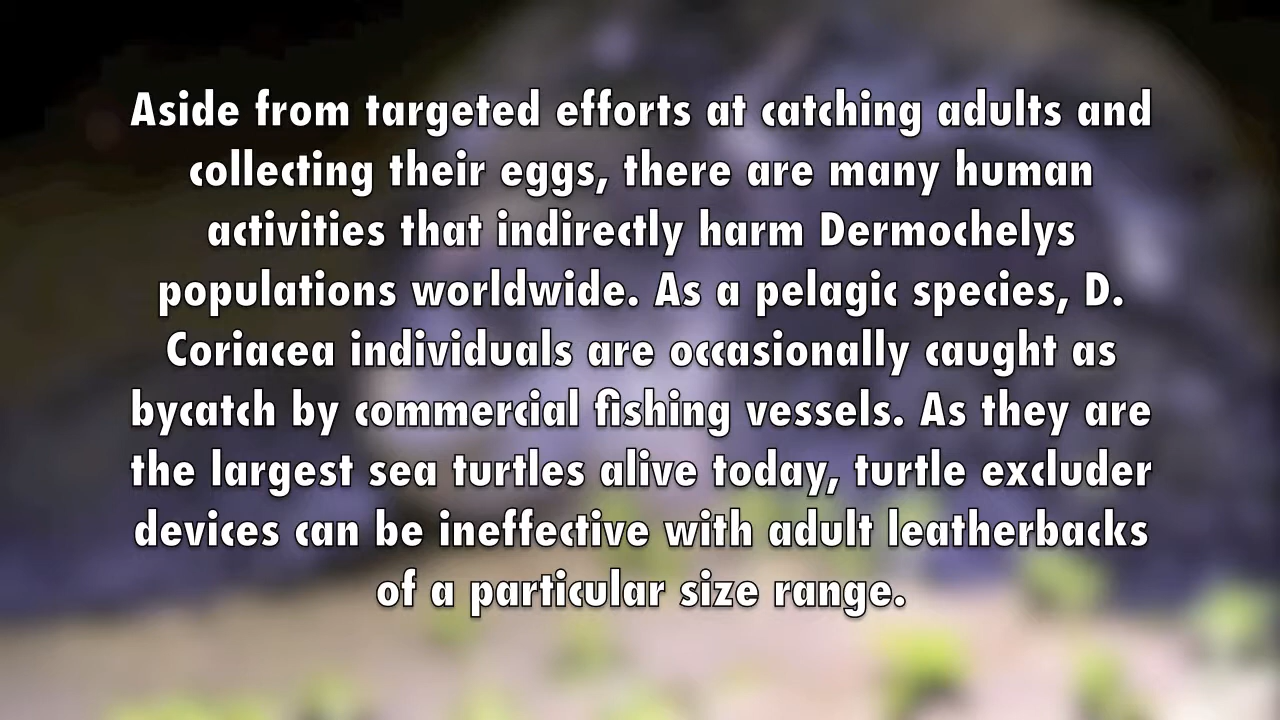 Aside from targeted efforts at catching adults and
collecting their eggs, there are many human
activities that indirectly harm Dermochelys
populations worldwide. As a pelagic species, D.
Coriacea individuals are occasionally caught as
bycatch by commercial fishing vessels. As they are
the largest sea turtles alive today, turtle excluder
devices can be ineffective with adult leatherbacks
of a particular size range.